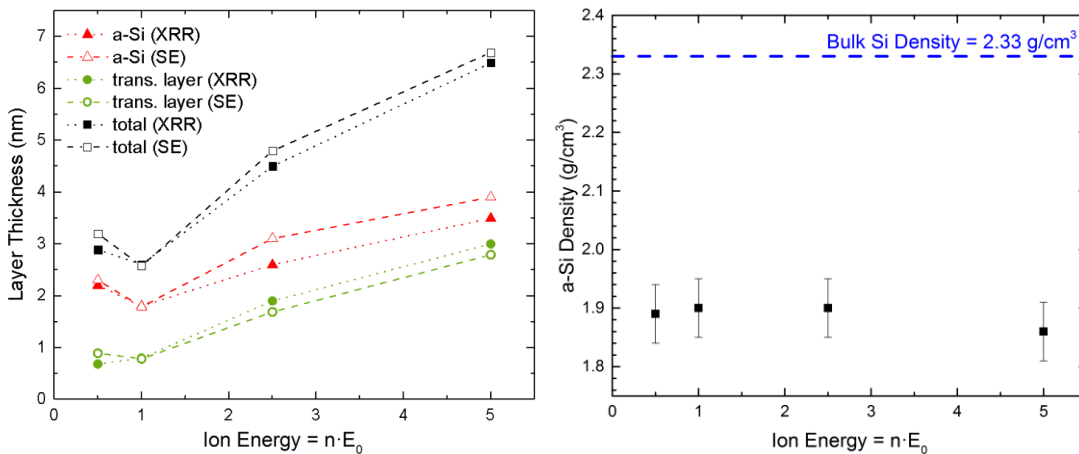 7
6
5
4
3
2
1
0
Layer Thickness (nm)
a-Si (XRR)
a-Si (SE)
trans. layer (XRR)
trans. layer (SE)
total (XRR)
total (SE)
0 1 2 3 4 5
Ion Energy = n·E₀
2.4
2.3
2.2
2.1
2.0
1.9
1.8
a-Si Density (g/cm³)
Bulk Si Density = 2.33 g/cm³
0 1 2 3 4 5
Ion Energy = n·E₀